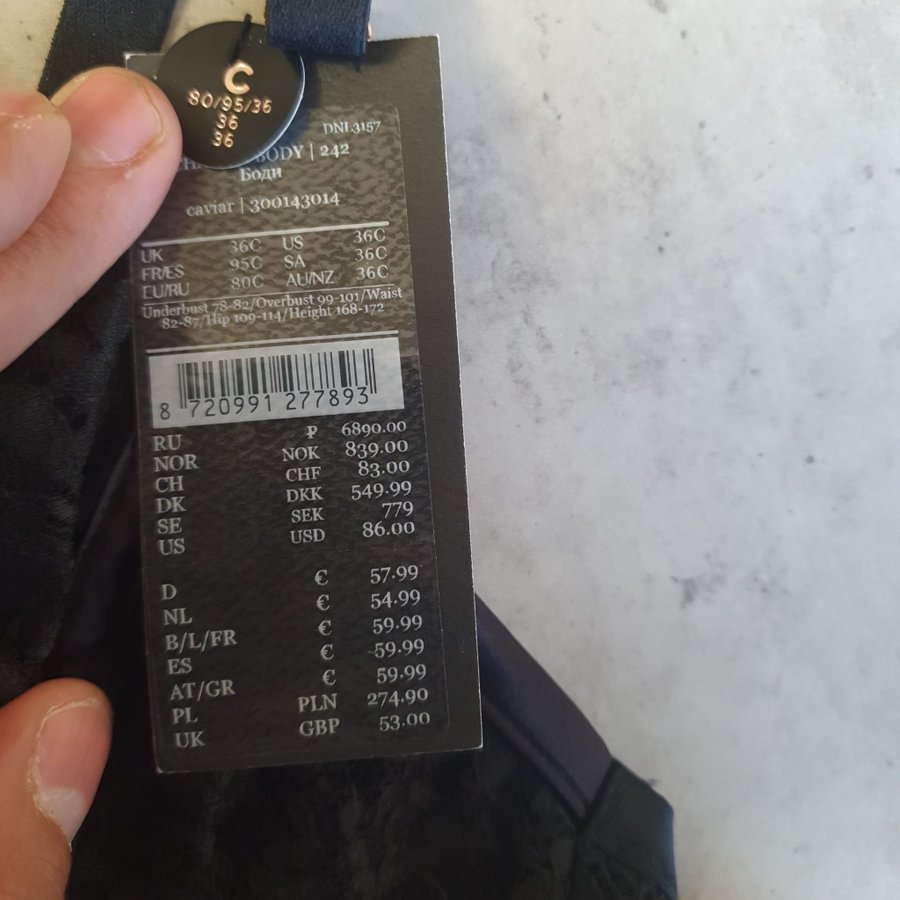 C
80/95/36
36
36
DNL3157
BODY | 242
Боди
caviar | 300143014
UK 36C US 36C
FR/ES 95C SA 36C
EU/RU 80C AU/NZ 36C
Underbust 78-82/Overbust 99-101/Waist
82-87/Hip 109-114/Height 168-172
8 720991 277893
RU ₽ 6890.00
NOR NOK 839.00
CH CHF 83.00
DK DKK 549.99
SE SEK 779
US USD 86.00
D € 57.99
NL € 54.99
B/L/FR € 59.99
ES € 59.99
AT/GR € 59.99
PL PLN 274.90
UK GBP 53.00